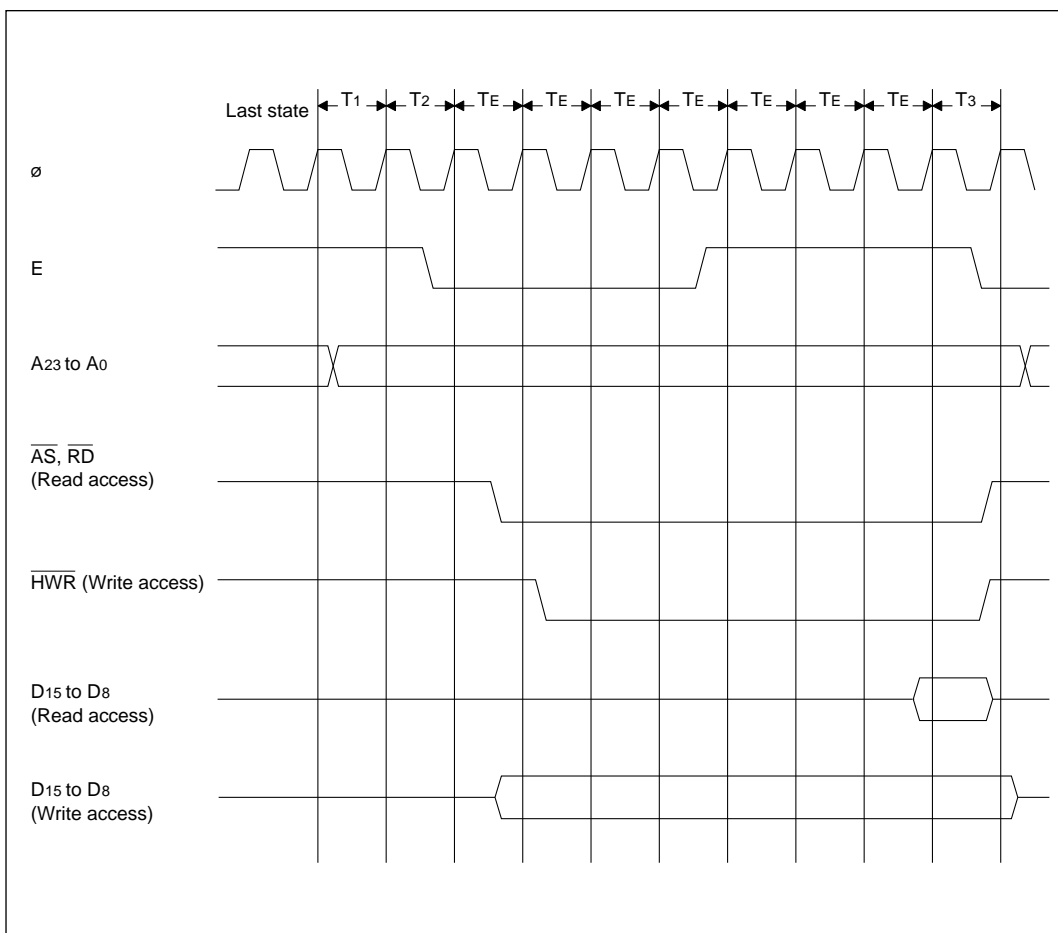 Last state T1 T2 TE TE TE TE TE TE TE T3
ø
E
A23 to A0
AS, RD
(Read access)
HWR (Write access)
D15 to D8
(Read access)
D15 to D8
(Write access)